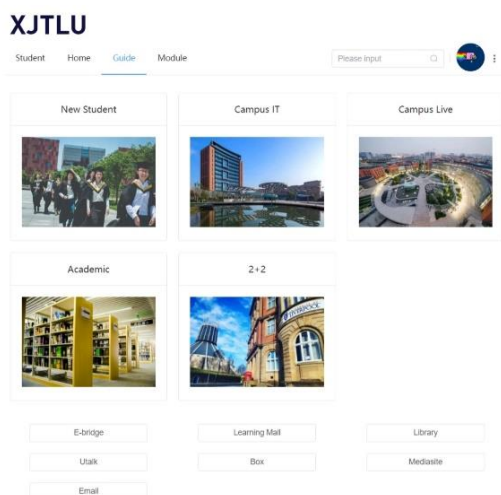 XJTLU
Student Home Guide Module Please Input
New Student Campus IT Campus Live
Academic 2+2
E-bridge Learning Mall Library
Utalk Box Mediasite
Email